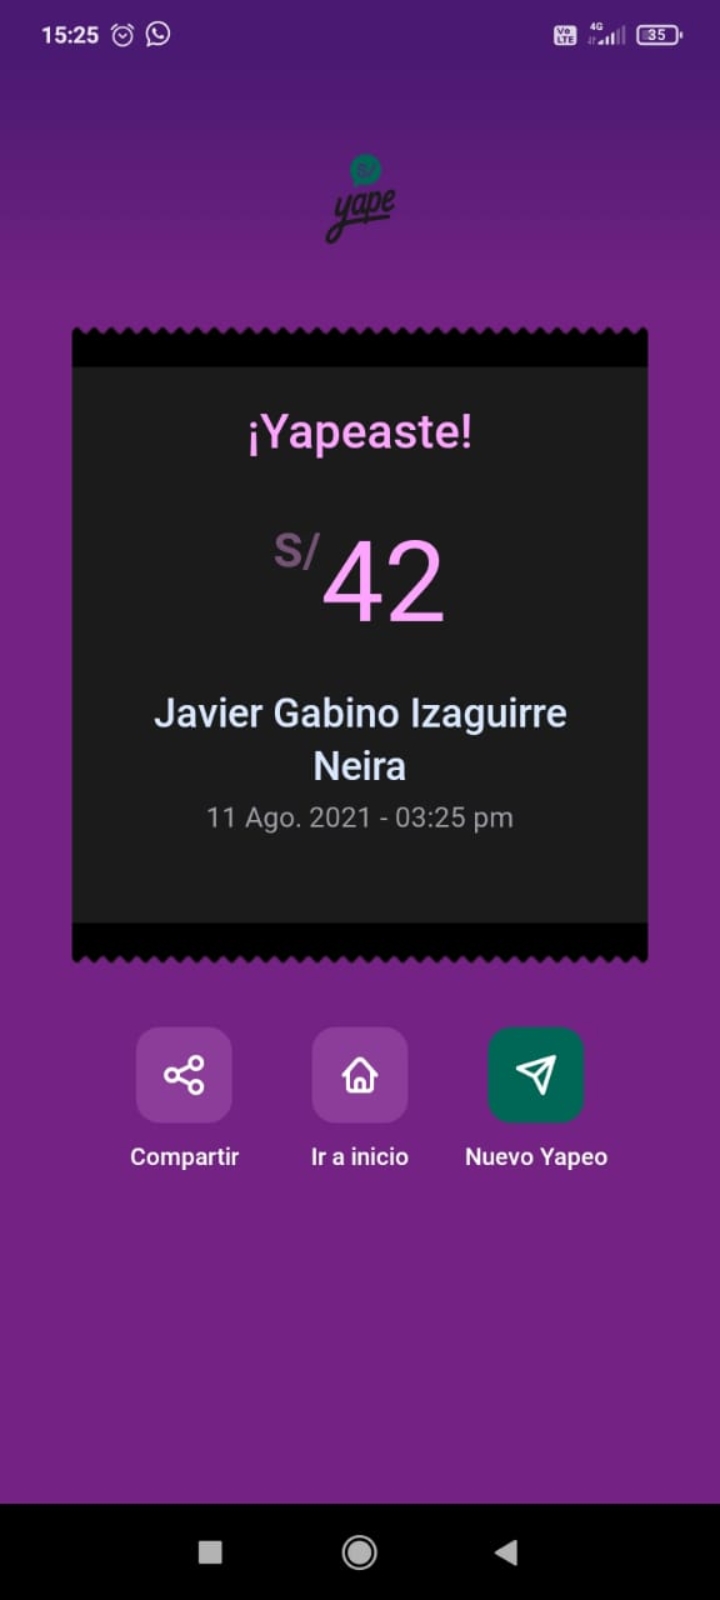 15:25
Vo LTE 4G 35
S/
yape
¡Yapeaste!
S/ 42
Javier Gabino Izaguirre
Neira
11 Ago. 2021 - 03:25 pm
Compartir Ir a inicio Nuevo Yapeo